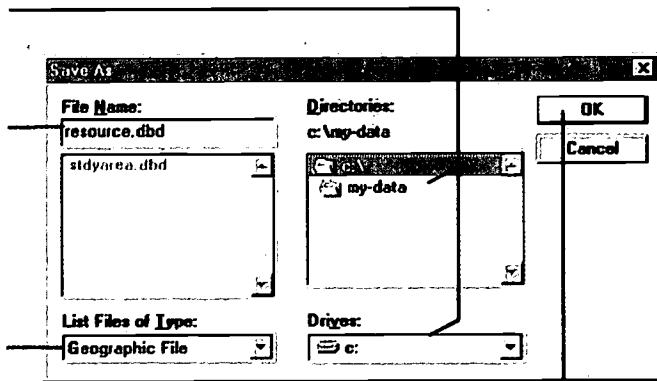 Save As
File Name:
resource.dbd
stdyarea.dbd
List Files of Type:
Geographic File
Directories:
c:\my-data
c:\
my-data
Drives:
c:
OK
Cancel